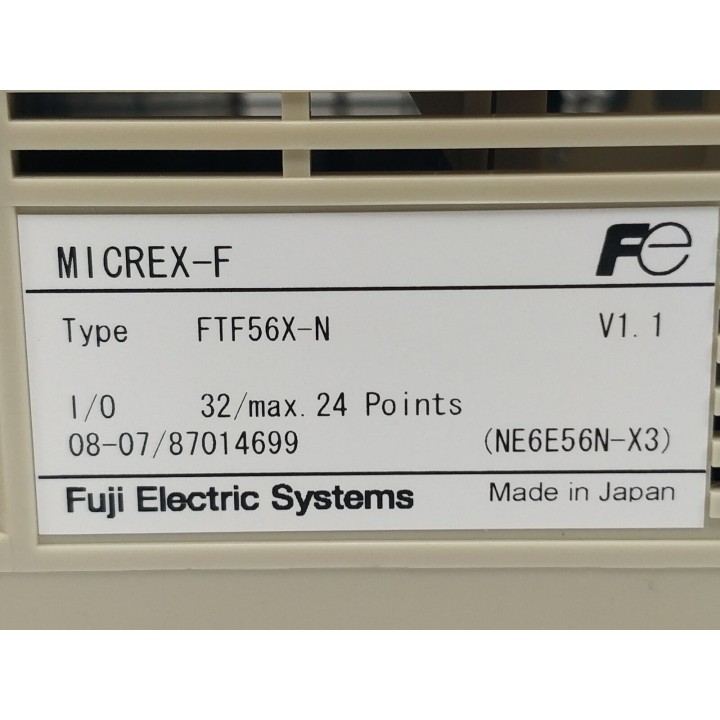 MICREX-F Fe
Type FTF56X-N V1.1
I/O 32/max. 24 Points
08-07/87014699 (NE6E56N-X3)
Fuji Electric Systems Made in Japan